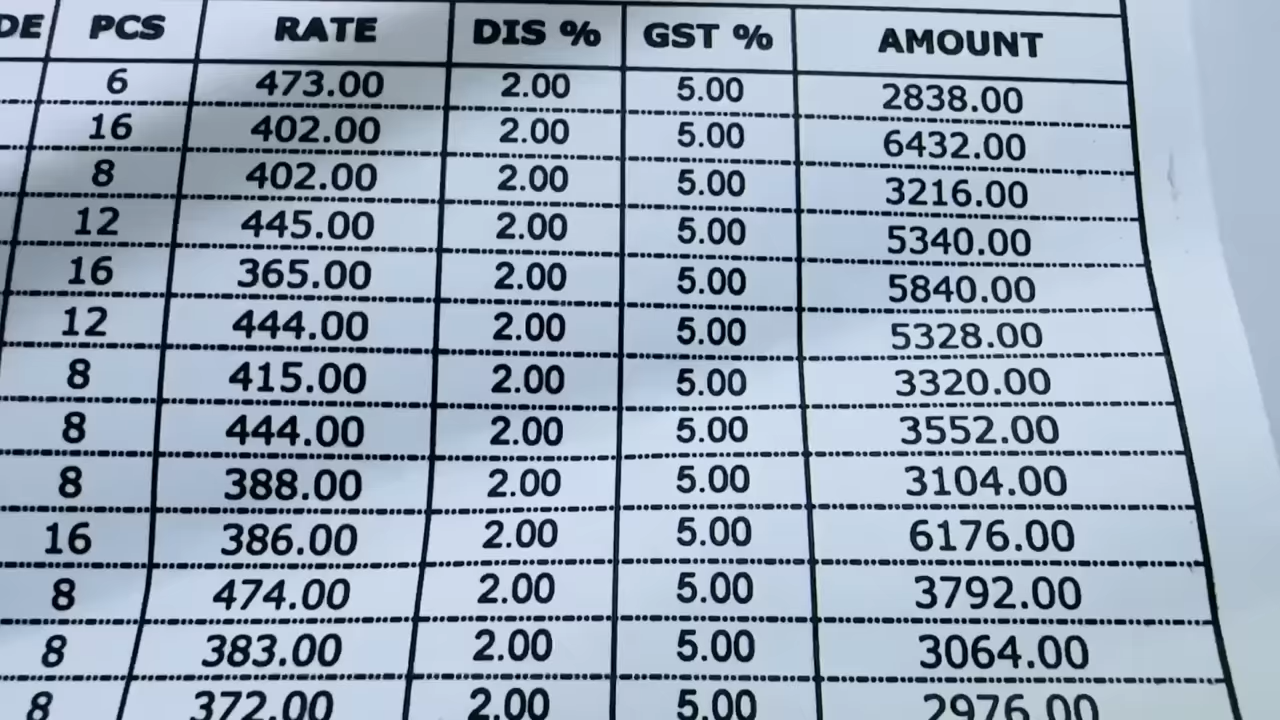 DE PCS RATE DIS % GST % AMOUNT
6 473.00 2.00 5.00 2838.00
16 402.00 2.00 5.00 6432.00
8 402.00 2.00 5.00 3216.00
12 445.00 2.00 5.00 5340.00
16 365.00 2.00 5.00 5840.00
12 444.00 2.00 5.00 5328.00
8 415.00 2.00 5.00 3320.00
8 444.00 2.00 5.00 3552.00
8 388.00 2.00 5.00 3104.00
16 386.00 2.00 5.00 6176.00
8 474.00 2.00 5.00 3792.00
8 383.00 2.00 5.00 3064.00
8 372.00 2.00 5.00 2976.00